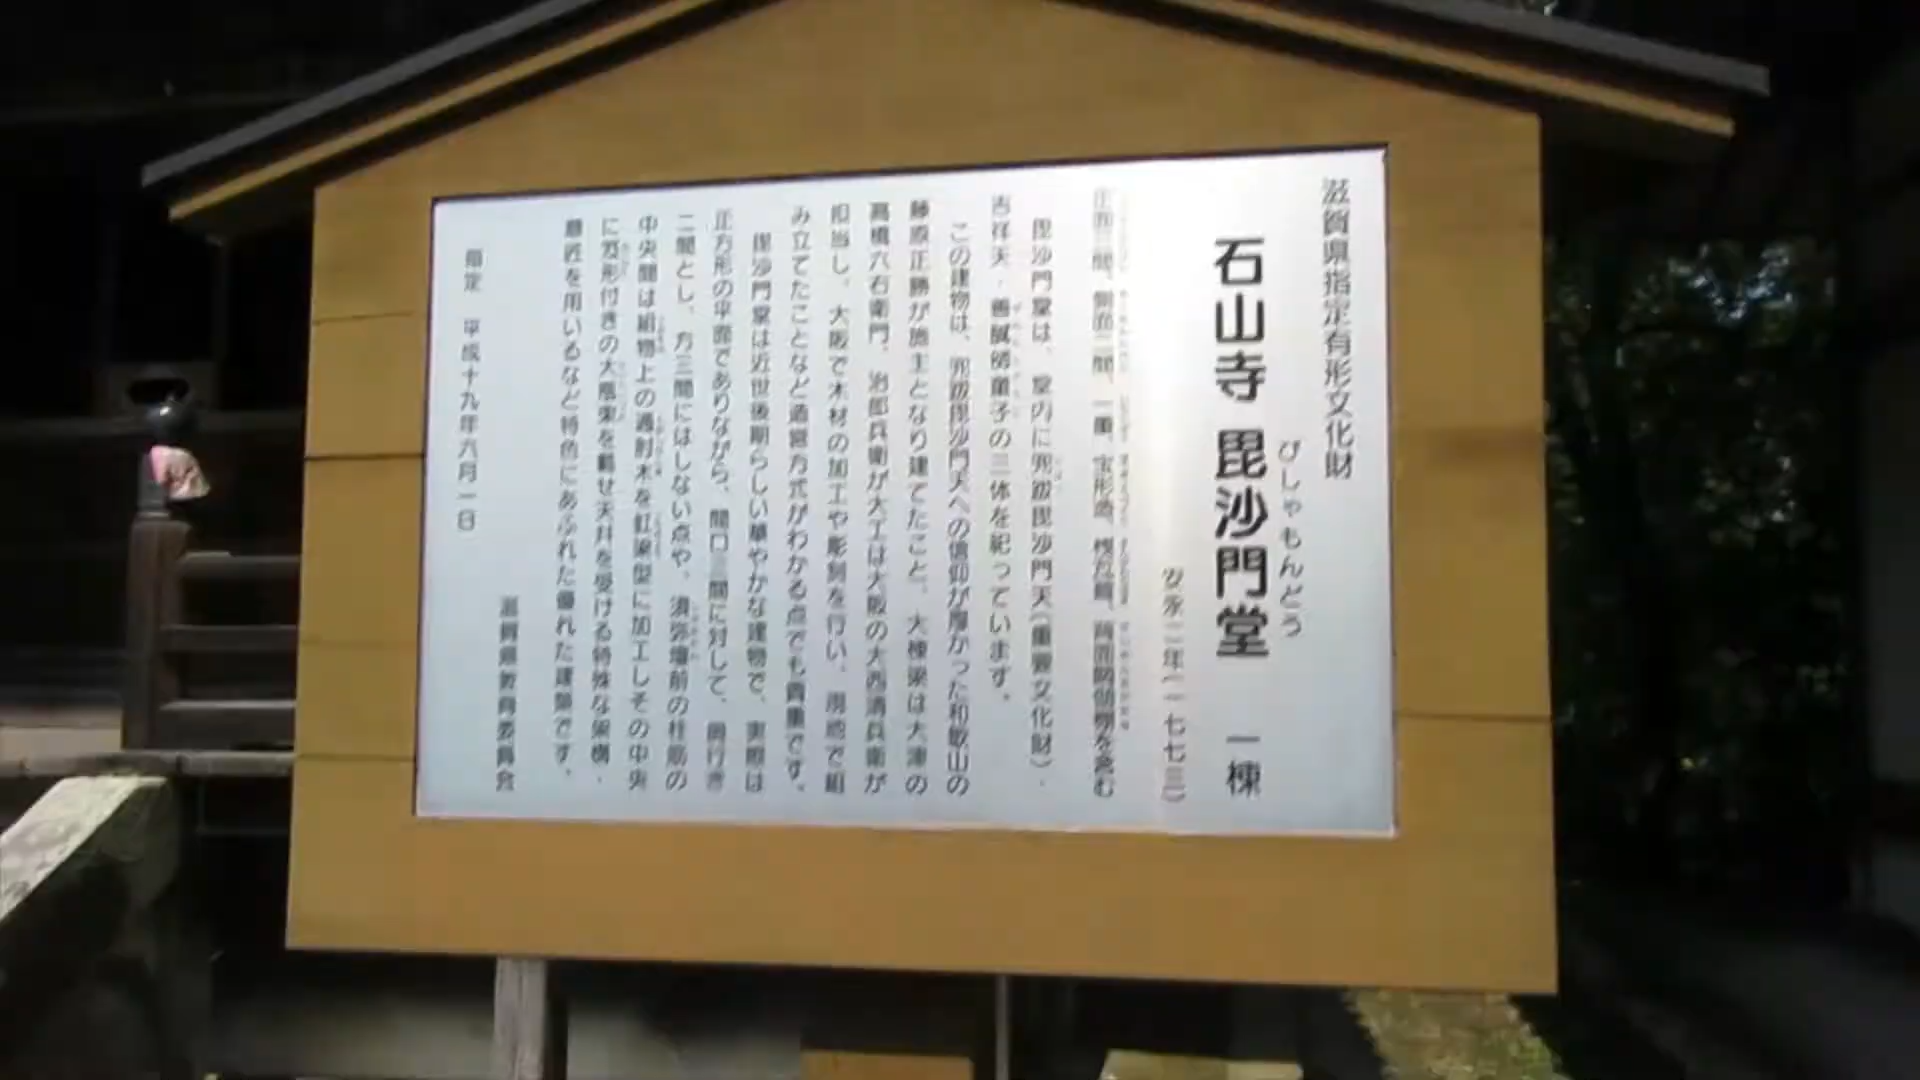 滋賀県指定有形文化財
石山寺 毘沙門堂 一棟
びしゃもんどう
安永二年(一七七三)
正面三間、側面二間、一重、宝形造、桟瓦葺、背面閼伽棚を含む
毘沙門堂は、堂内に兜跋毘沙門天(重要文化財)・
吉祥天・善膩師童子の三体を祀っています。
この建物は、兜跋毘沙門天への信仰が厚かった和歌山の
藤原正勝が施主となり建てたこと、大棟梁は大津の
高橋六右衛門、治郎兵衛が大工は大阪の大西清兵衛が
担当し、大阪で木材の加工や彫刻を行い、現地で組
み立てたことなど造営方式がわかる点でも貴重です。
毘沙門堂は近世後期らしい華やかな建物で、実際は
正方形の平面でありながら、間口三間に対して、奥行き
二間とし、方三間にはしない点や、須弥壇前の柱筋の
中央間は組物上の通肘木を虹梁型に加工しその中央
に笈形付きの大瓶束を載せ天井を受ける特殊な架構・
意匠を用いるなど特色にあふれた優れた建築です。
滋賀県教育委員会
指定 平成十九年六月一日